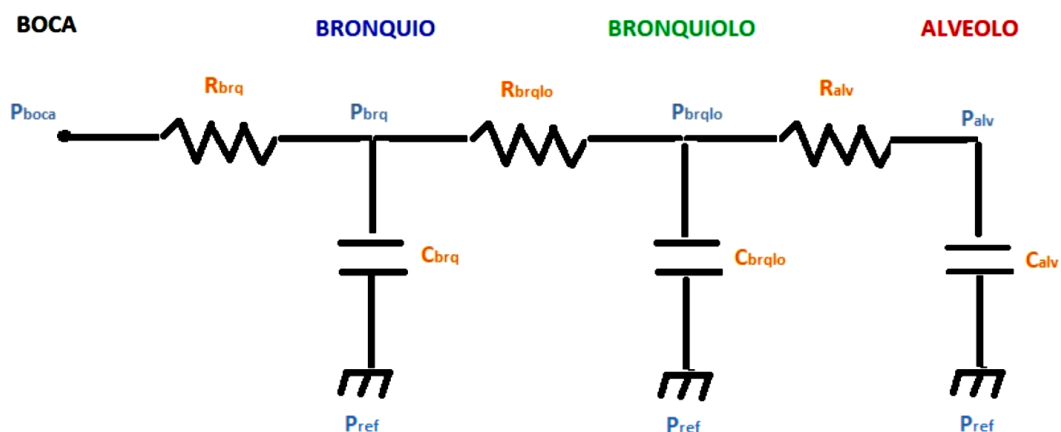 BOCA
BRONQUIO
BRONQUIOLO
ALVEOLO
Rbrq
Rbrqlo
Ralv
Pboca
Pbrq
Pbrqlo
Palv
Cbrq
Cbrqlo
Calv
Pref
Pref
Pref